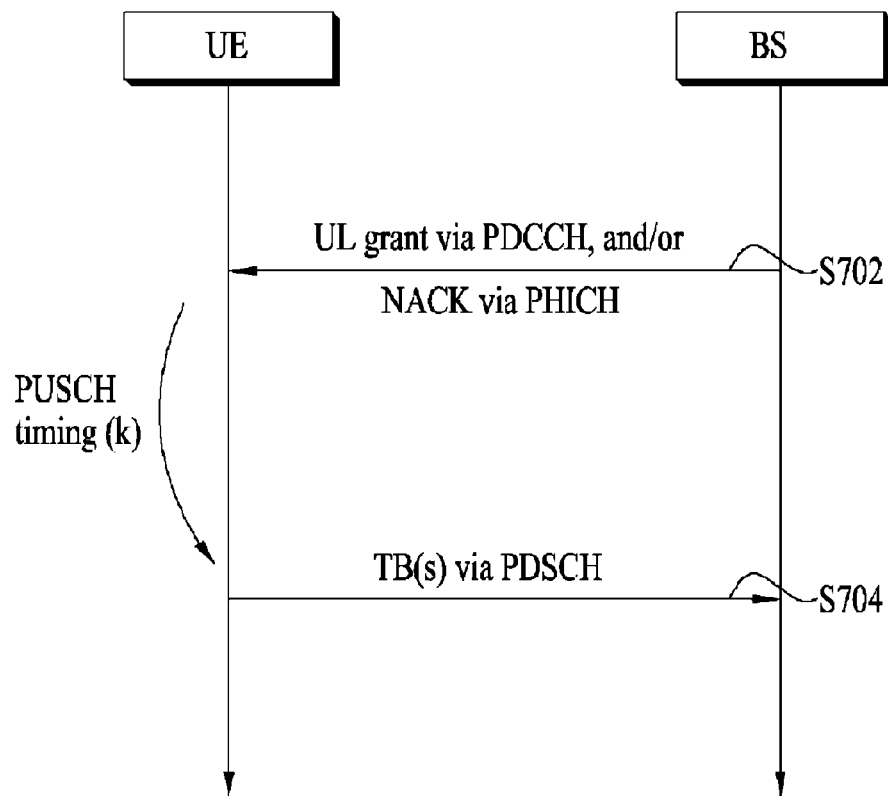 UE
BS
UL grant via PDCCH, and/or
S702
NACK via PHICH
PUSCH
timing (k)
TB(s) via PDSCH
S704